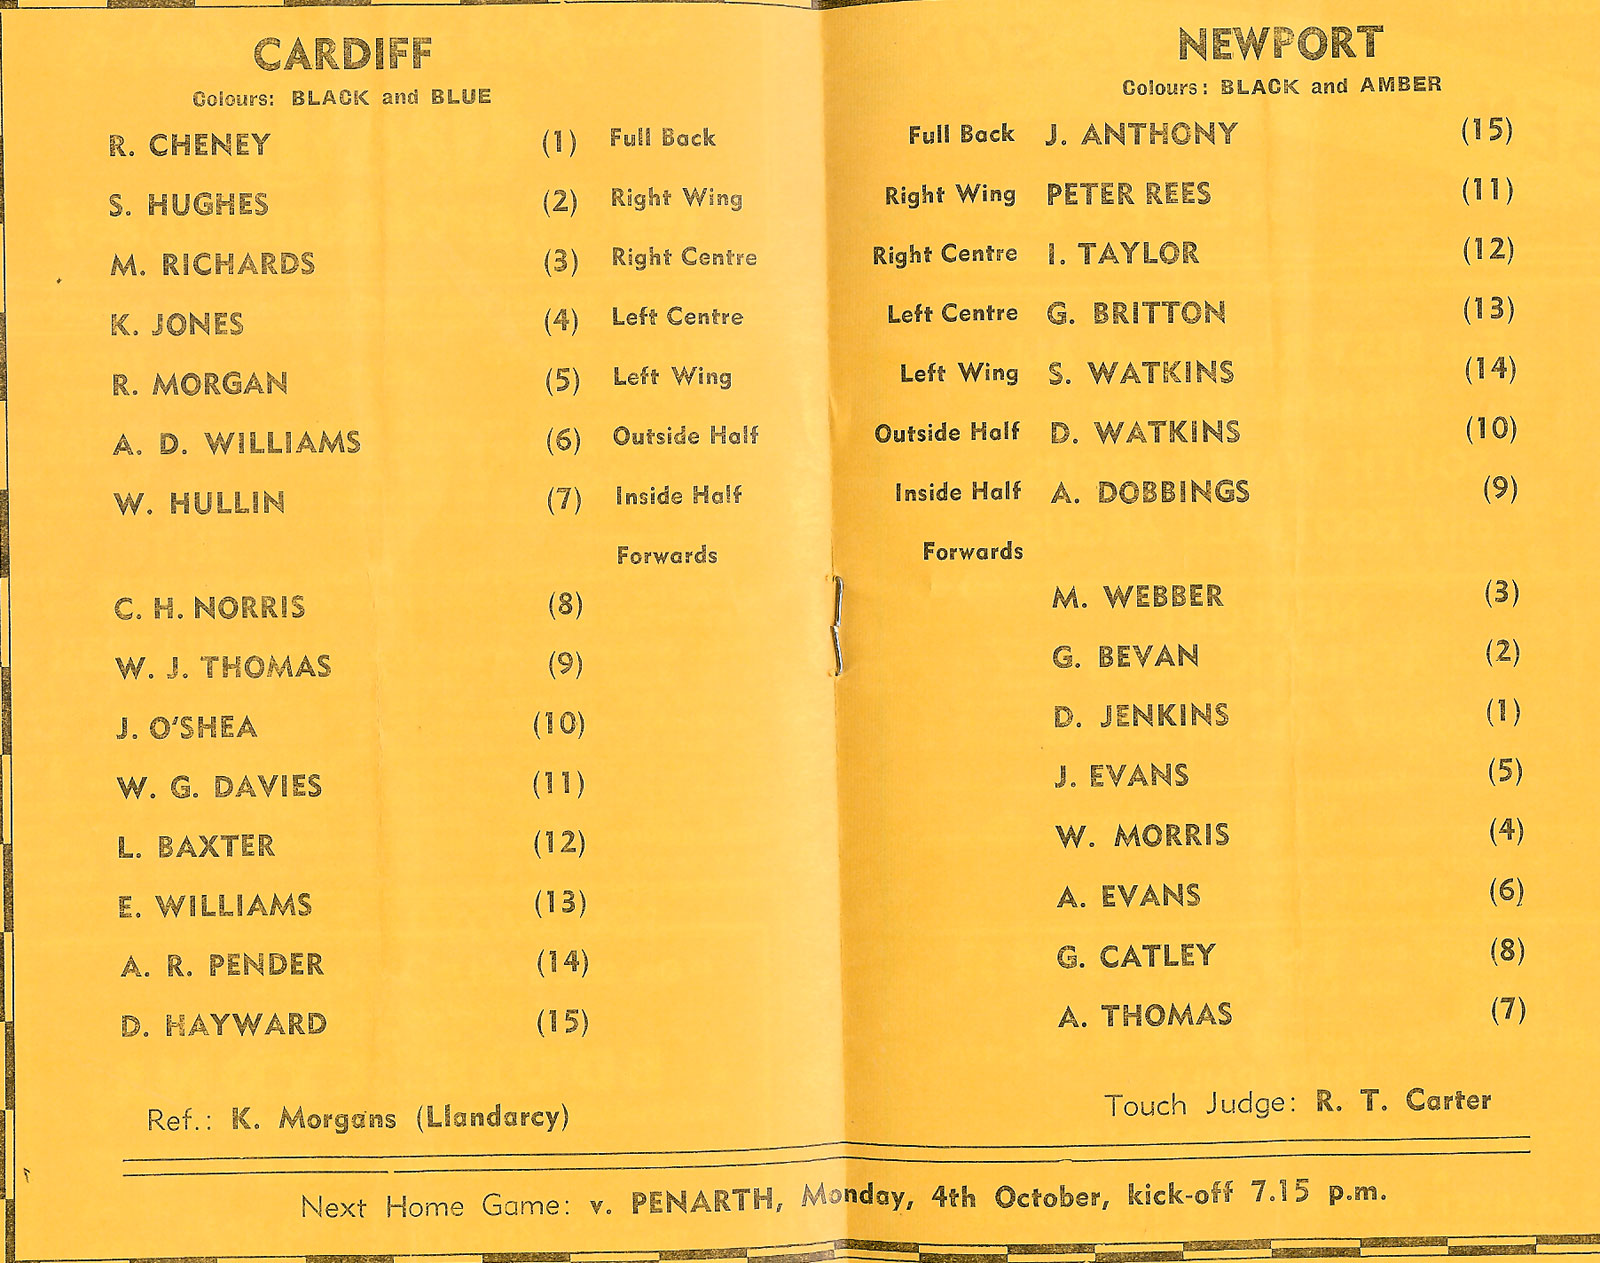 CARDIFF
Colours: BLACK and BLUE
R. CHENEY (1) Full Back
S. HUGHES (2) Right Wing
M. RICHARDS (3) Right Centre
K. JONES (4) Left Centre
R. MORGAN (5) Left Wing
A. D. WILLIAMS (6) Outside Half
W. HULLIN (7) Inside Half
Forwards
C. H. NORRIS (8)
W. J. THOMAS (9)
J. O'SHEA (10)
W. G. DAVIES (11)
L. BAXTER (12)
E. WILLIAMS (13)
A. R. PENDER (14)
D. HAYWARD (15)
Ref.: K. Morgans (Llandarcy)
NEWPORT
Colours: BLACK and AMBER
Full Back J. ANTHONY (15)
Right Wing PETER REES (11)
Right Centre I. TAYLOR (12)
Left Centre G. BRITTON (13)
Left Wing S. WATKINS (14)
Outside Half D. WATKINS (10)
Inside Half A. DOBBINGS (9)
Forwards
M. WEBBER (3)
G. BEVAN (2)
D. JENKINS (1)
J. EVANS (5)
W. MORRIS (4)
A. EVANS (6)
G. CATLEY (8)
A. THOMAS (7)
Touch Judge: R. T. Carter
Next Home Game: v. PENARTH, Monday, 4th October, kick-off 7.15 p.m.